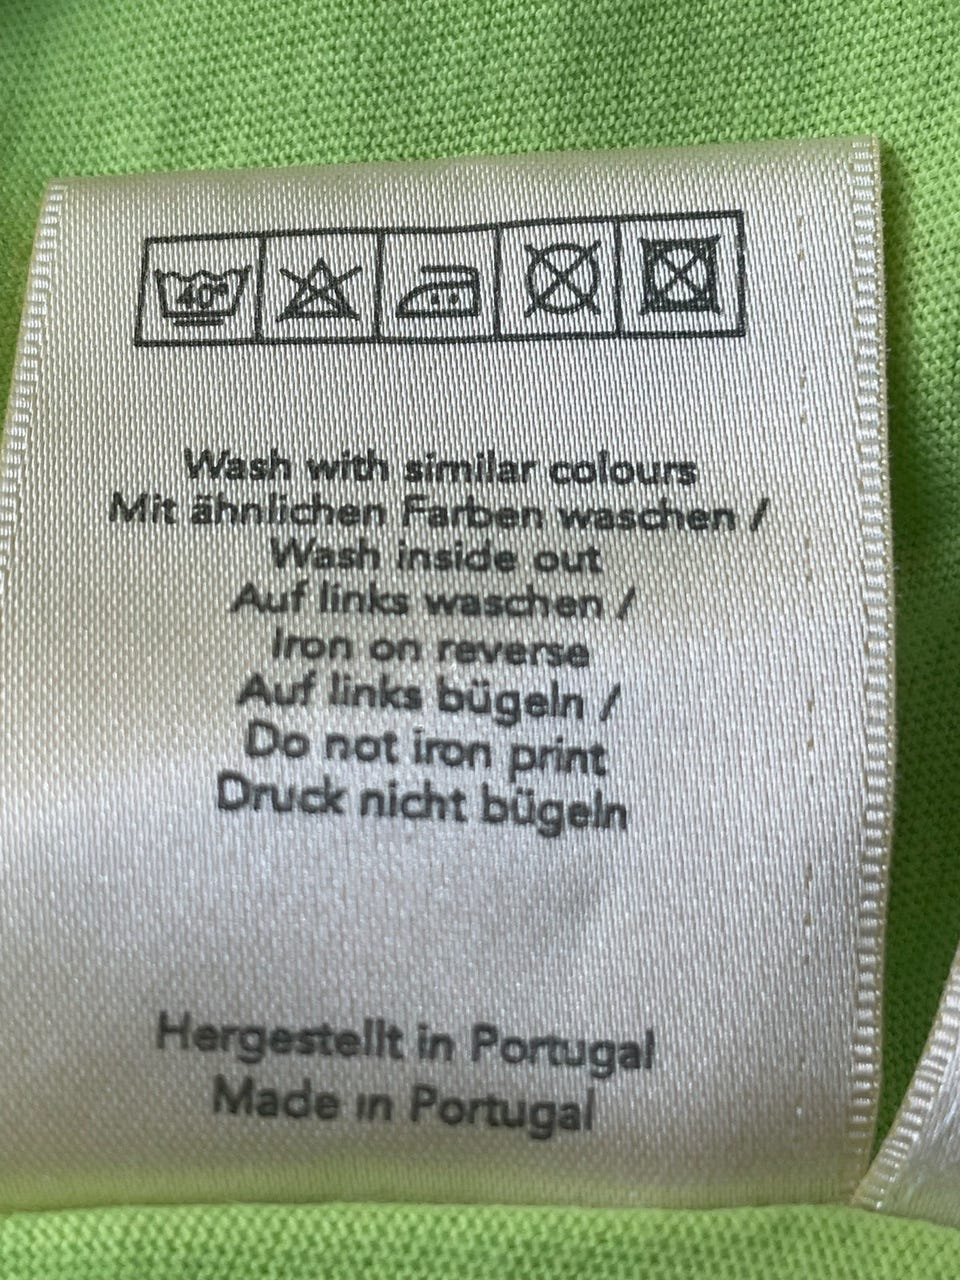 40°
Wash with similar colours
Mit ähnlichen Farben waschen /
Wash inside out
Auf links waschen /
Iron on reverse
Auf links bügeln /
Do not iron print
Druck nicht bügeln
Hergestellt in Portugal
Made in Portugal